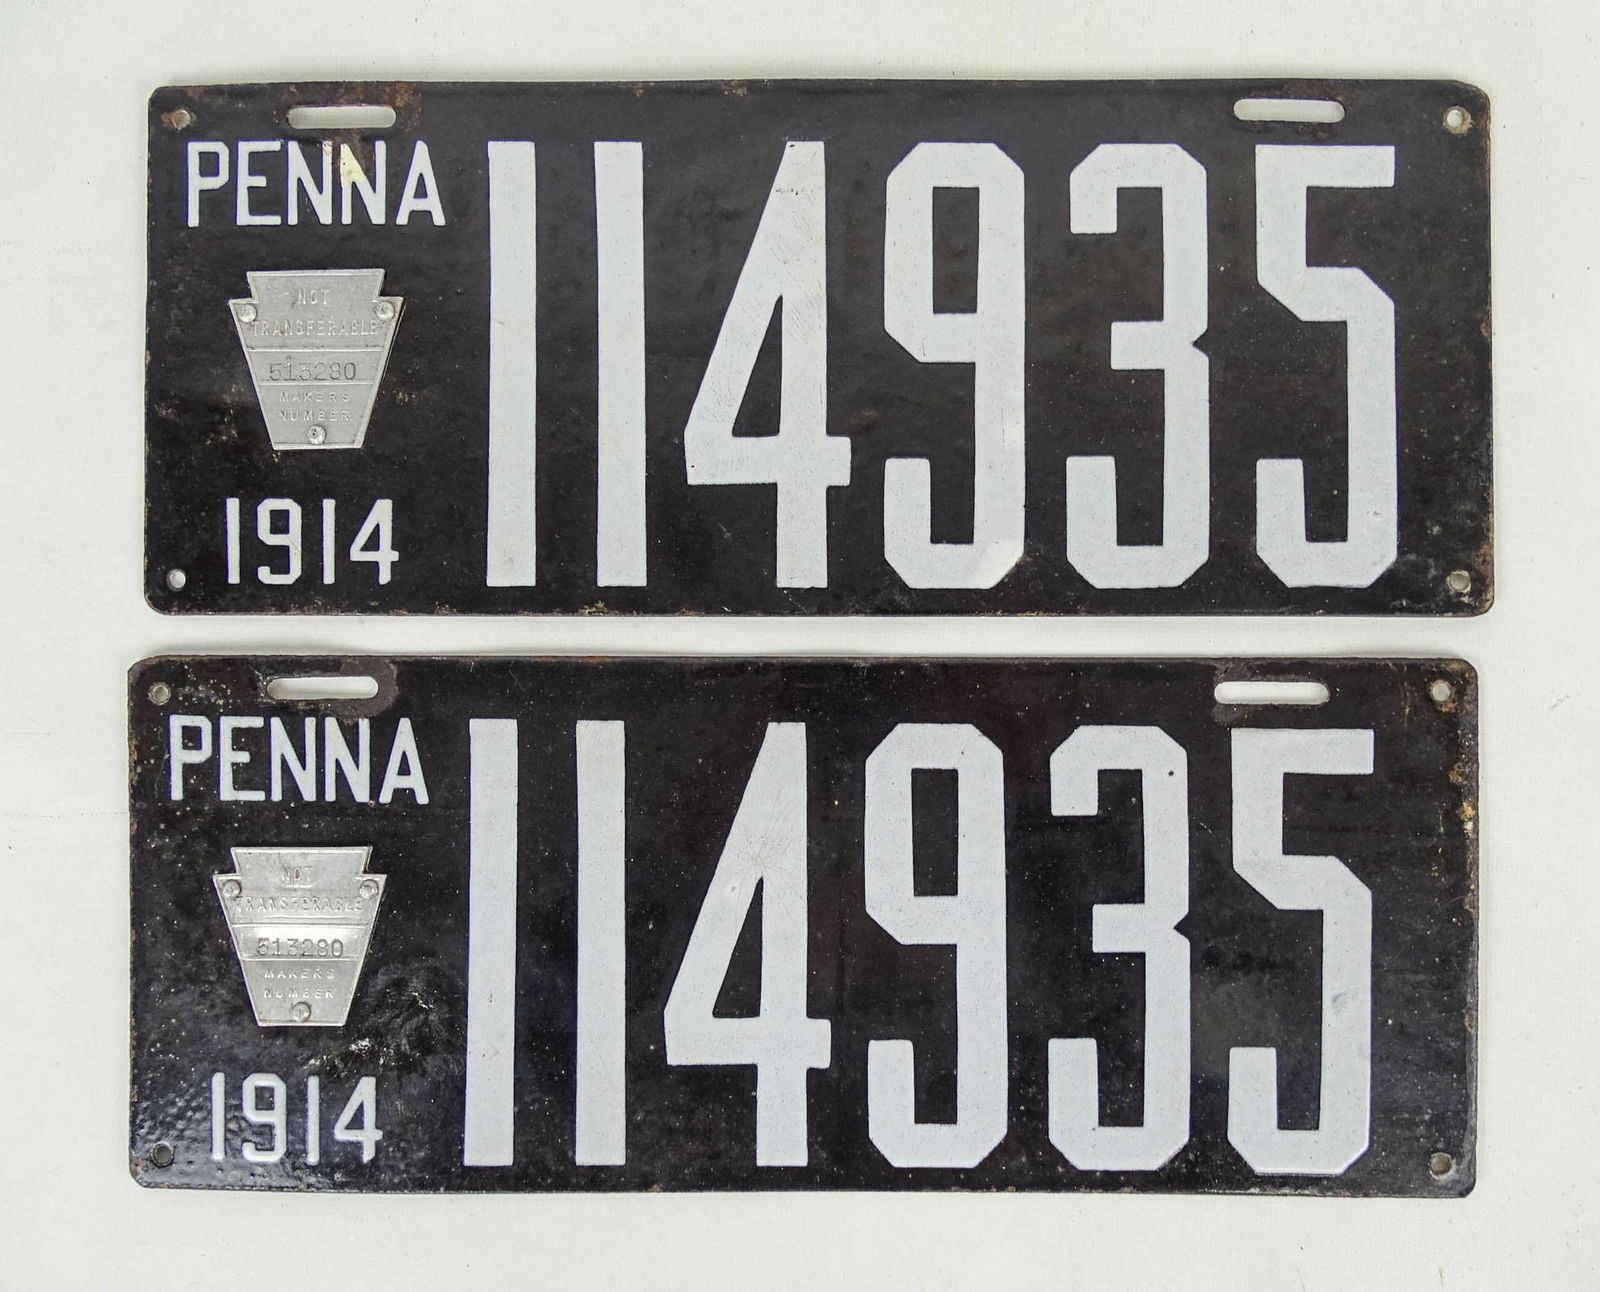 PENNA
NOT
TRANSFERABLE
513280
MAKERS
NUMBER
1914
114935
PENNA
NOT
TRANSFERABLE
513280
MAKERS
NUMBER
1914
114935